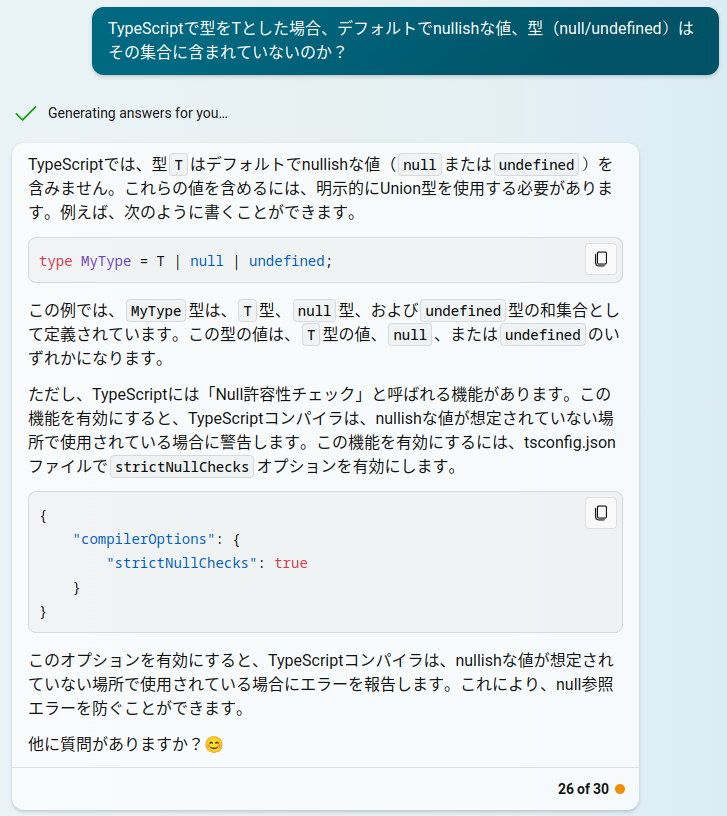 TypeScriptで型をTとした場合、デフォルトでnullishな値、型（null/undefined）は
その集合に含まれていないのか？
Generating answers for you…
TypeScriptでは、型 T はデフォルトでnullishな値（ null または undefined ）を
含みません。これらの値を含めるには、明示的にUnion型を使用する必要がありま
す。例えば、次のように書くことができます。
type MyType = T | null | undefined;
この例では、 MyType 型は、 T 型、 null 型、および undefined 型の和集合とし
て定義されています。この型の値は、 T 型の値、 null 、または undefined のい
ずれかになります。
ただし、TypeScriptには「Null許容性チェック」と呼ばれる機能があります。この
機能を有効にすると、TypeScriptコンパイラは、nullishな値が想定されていない場
所で使用されている場合に警告します。この機能を有効にするには、tsconfig.json
ファイルで strictNullChecks オプションを有効にします。
{
    "compilerOptions": {
        "strictNullChecks": true
    }
}
このオプションを有効にすると、TypeScriptコンパイラは、nullishな値が想定され
ていない場所で使用されている場合にエラーを報告します。これにより、null参照
エラーを防ぐことができます。
他に質問がありますか？😊
26 of 30